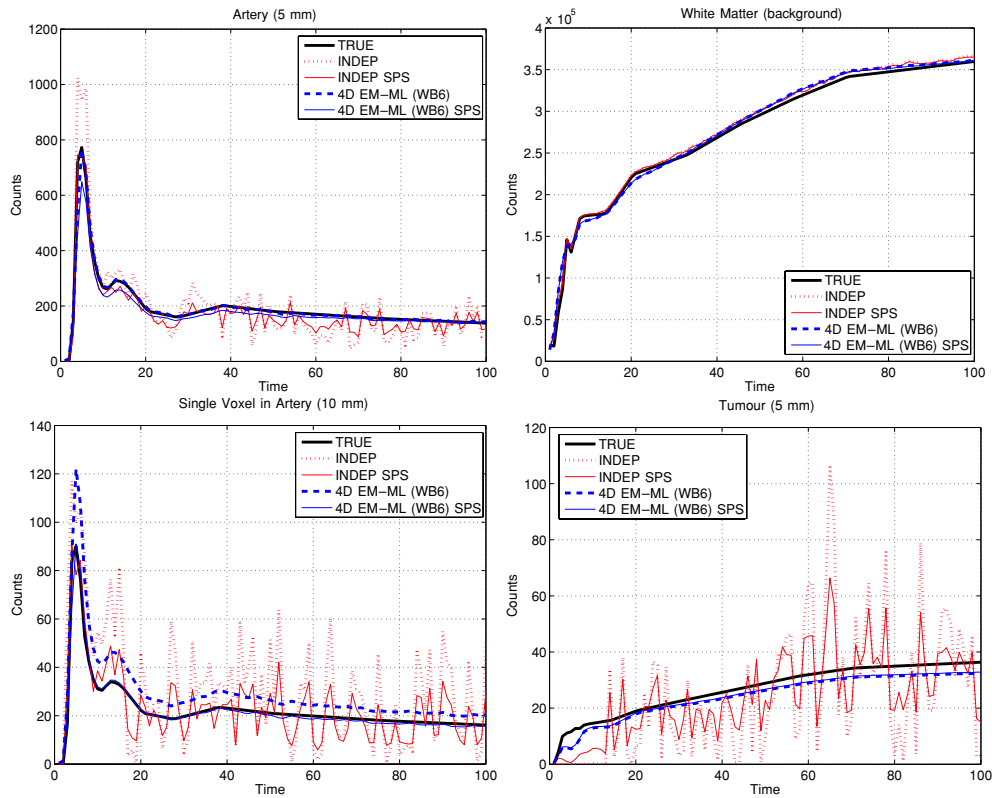 Artery (5 mm)
1200
1000
800
600
400
200
0
Counts
0 20 40 60 80 100
Time
TRUE
INDEP
INDEP SPS
4D EM−ML (WB6)
4D EM−ML (WB6) SPS
White Matter (background)
x 10^5
4
3.5
3
2.5
2
1.5
1
0.5
0
Counts
0 20 40 60 80 100
Time
TRUE
INDEP
INDEP SPS
4D EM−ML (WB6)
4D EM−ML (WB6) SPS
Single Voxel in Artery (10 mm)
140
120
100
80
60
40
20
0
Counts
0 20 40 60 80 100
Time
TRUE
INDEP
INDEP SPS
4D EM−ML (WB6)
4D EM−ML (WB6) SPS
Tumour (5 mm)
120
100
80
60
40
20
0
Counts
0 20 40 60 80 100
Time
TRUE
INDEP
INDEP SPS
4D EM−ML (WB6)
4D EM−ML (WB6) SPS